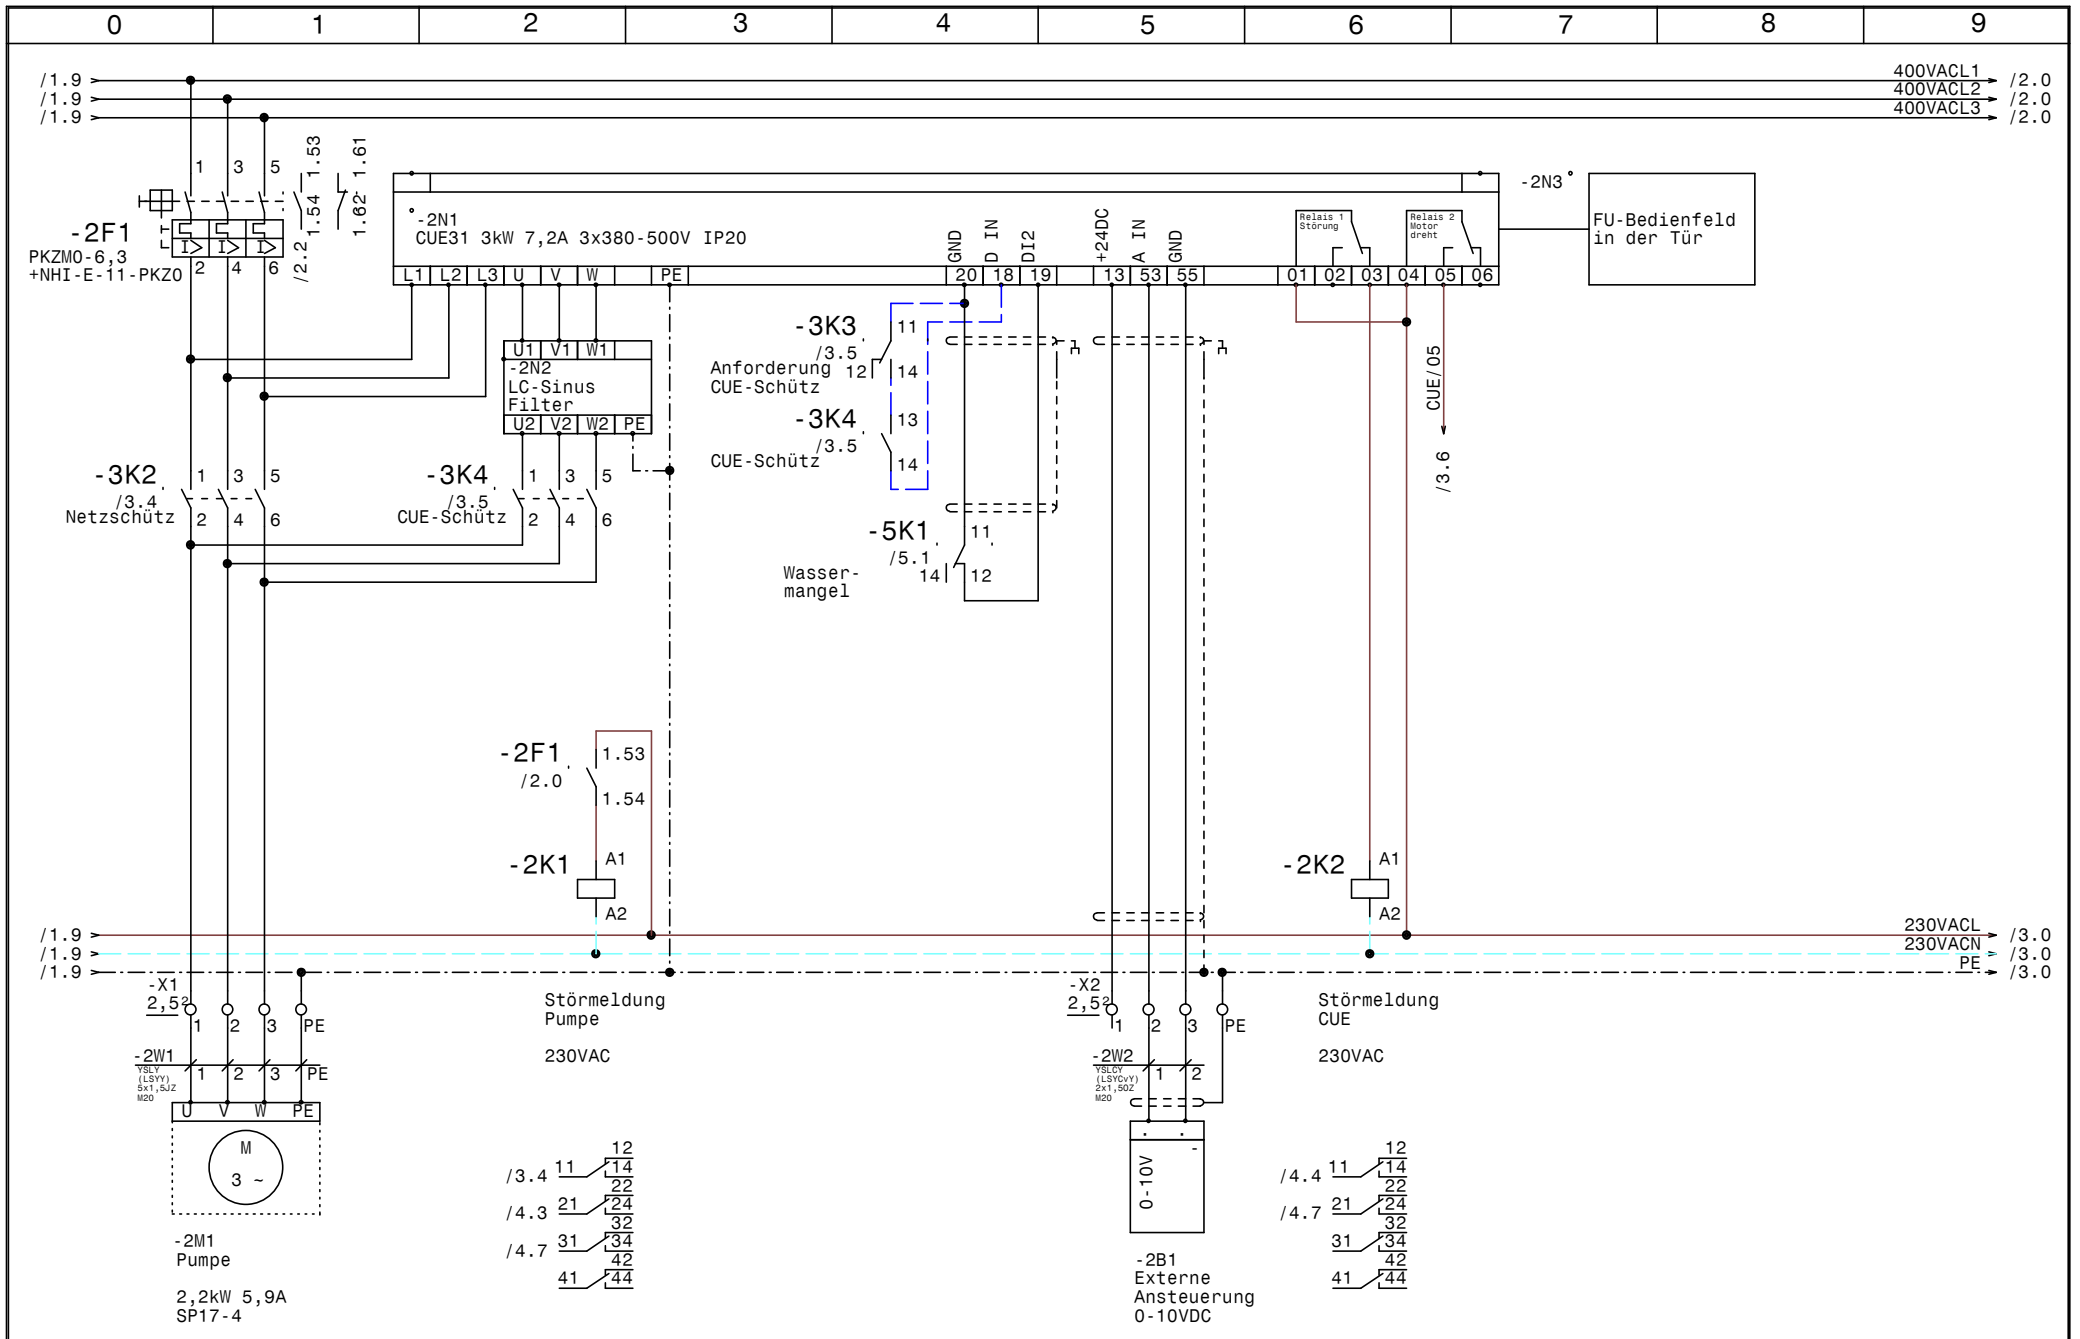 0 1 2 3 4 5 6 7 8 9
/1.9 400VACL1 /2.0
/1.9 400VACL2 /2.0
/1.9 400VACL3 /2.0
1 3 5 1.53 1.61
1.54 1.62
-2F1
PKZM0-6,3
+NHI-E-11-PKZ0
I> I> I>
2 4 6 /2.2
-2N1
CUE31 3kW 7,2A 3x380-500V IP20
GND D IN DI2 +24DC A IN GND
Relais 1
Störung
Relais 2
Motor
dreht
L1 L2 L3 U V W PE 20 18 19 13 53 55 01 02 03 04 05 06
-2N3
FU-Bedienfeld
in der Tür
U1 V1 W1
-2N2
LC-Sinus
Filter
U2 V2 W2 PE
-3K3 11
/3.5
Anforderung 12 14
CUE-Schütz
-3K4 13
/3.5
CUE-Schütz 14
CUE/05
/3.6
-3K2 1 3 5
/3.4
Netzschütz 2 4 6
-3K4 1 3 5
/3.5
CUE-Schütz 2 4 6
-5K1 11
/5.1
14 12
Wasser-
mangel
-2F1 1.53
/2.0
1.54
-2K1 A1
A2
-2K2 A1
A2
/1.9 230VACL /3.0
/1.9 230VACN /3.0
/1.9 PE /3.0
-X1
2,5²
1 2 3 PE
-2W1
YSLY
(LSYY)
5x1,5JZ
M20
1 2 3 PE
U V W PE
M
3 ~
-2M1
Pumpe
2,2kW 5,9A
SP17-4
Störmeldung
Pumpe
230VAC
12
/3.4 11 14
22
/4.3 21 24
32
/4.7 31 34
42
41 44
-X2
2,5²
1 2 3 PE
-2W2
YSLCY
(LSYCvY)
2x1,5OZ
M20
1 2
-
0-10V
-2B1
Externe
Ansteuerung
0-10VDC
Störmeldung
CUE
230VAC
12
/4.4 11 14
22
/4.7 21 24
32
31 34
42
41 44